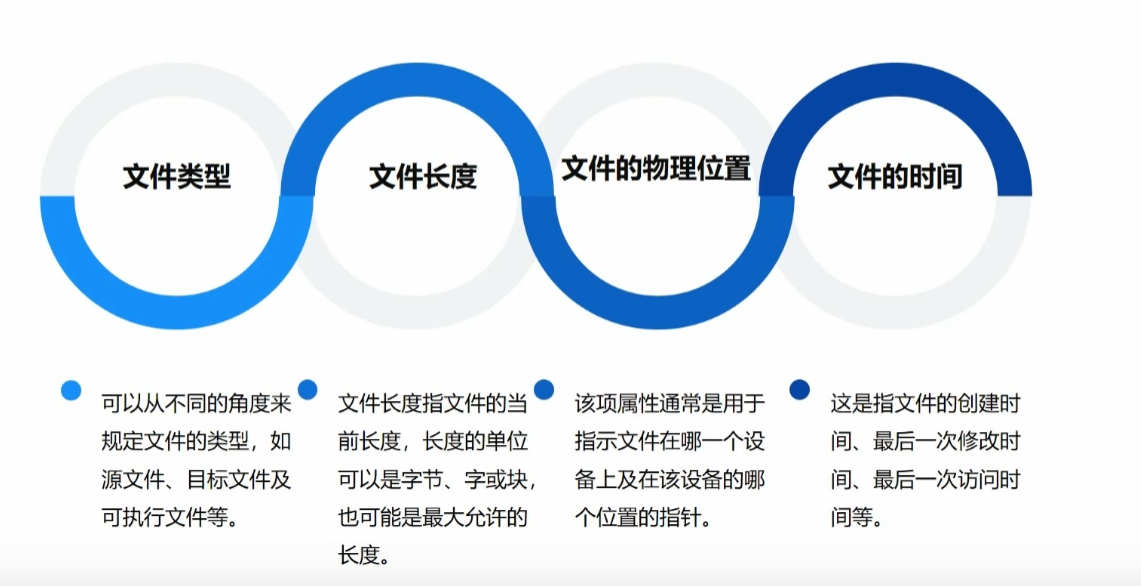 文件类型
文件长度
文件的物理位置
文件的时间
可以从不同的角度来
规定文件的类型，如
源文件、目标文件及
可执行文件等。
文件长度指文件的当
前长度，长度的单位
可以是字节、字或块，
也可能是最大允许的
长度。
该项属性通常是用于
指示文件在哪一个设
备上及在该设备的哪
个位置的指针。
这是指文件的创建时
间、最后一次修改时
间、最后一次访问时
间等。